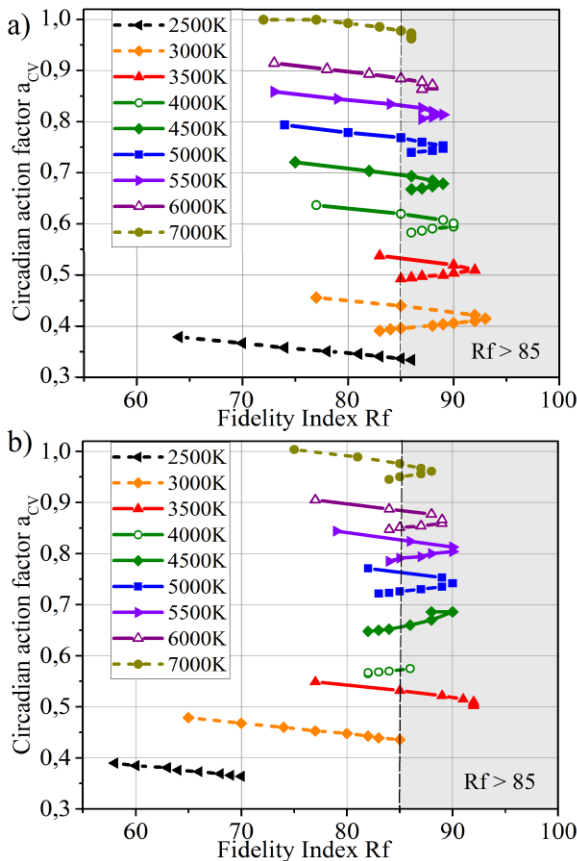 a)
Circadian action factor aCV
1,0
0,9
0,8
0,7
0,6
0,5
0,4
0,3
2500K
3000K
3500K
4000K
4500K
5000K
5500K
6000K
7000K
Rf > 85
60 70 80 90 100
Fidelity Index Rf
b)
Circadian action factor aCV
1,0
0,9
0,8
0,7
0,6
0,5
0,4
0,3
2500K
3000K
3500K
4000K
4500K
5000K
5500K
6000K
7000K
Rf > 85
60 70 80 90 100
Fidelity Index Rf